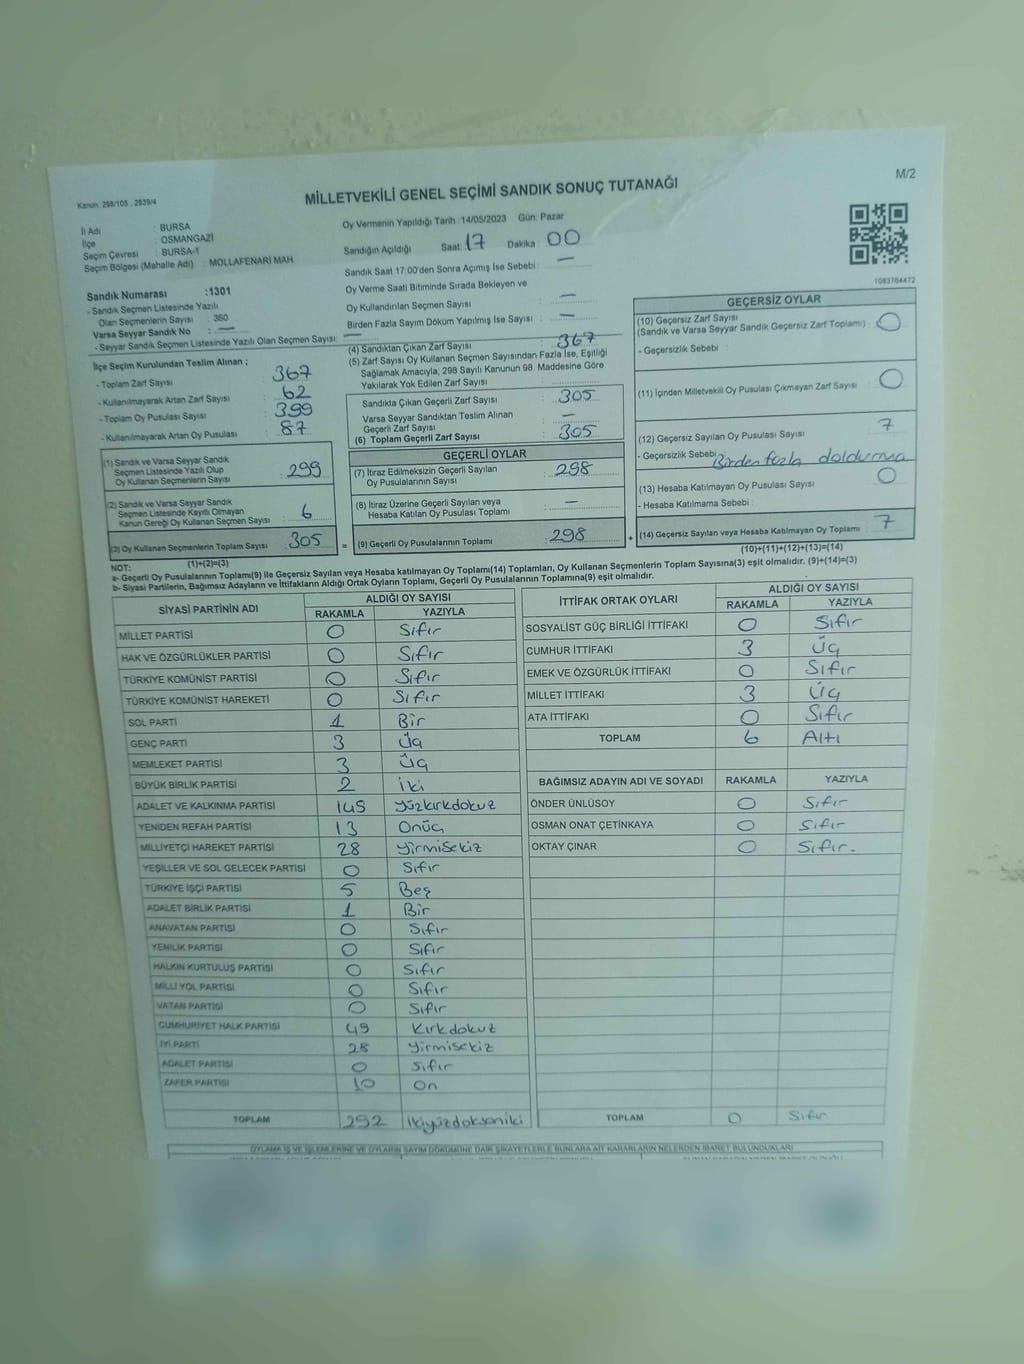 M/2
Kanun: 298/105 , 2839/4
MİLLETVEKİLİ GENEL SEÇİMİ SANDIK SONUÇ TUTANAĞI
İl Adı : BURSA
İlçe : OSMANGAZİ
Seçim Çevresi : BURSA-1
Seçim Bölgesi (Mahalle Adı) : MOLLAFENARİ MAH
Sandık Numarası :1301
- Sandık Seçmen Listesinde Yazılı
Olan Seçmenlerin Sayısı : 360
Varsa Seyyar Sandık No : —
- Seyyar Sandık Seçmen Listesinde Yazılı Olan Seçmen Sayısı: —
Oy Vermenin Yapıldığı Tarih :14/05/2023 Gün: Pazar
Sandığın Açıldığı Saat: 17 Dakika : 00
Sandık Saat 17:00'den Sonra Açımış İse Sebebi : —
Oy Verme Saati Bitiminde Sırada Bekleyen ve
Oy Kullandırılan Seçmen Sayısı : —
Birden Fazla Sayım Döküm Yapılmış İse Sayısı : —
1083764472
İlçe Seçim Kurulundan Teslim Alınan ;
- Toplam Zarf Sayısı : 367
- Kullanılmayarak Artan Zarf Sayısı : 62
- Toplam Oy Pusulası Sayısı : 399
- Kullanılmayarak Artan Oy Pusulası : 87
(1) Sandık ve Varsa Seyyar Sandık
Seçmen Listesinde Yazılı Olup
Oy Kullanan Seçmenlerin Sayısı : 299
(2) Sandık ve Varsa Seyyar Sandık
Seçmen Listesinde Kayıtlı Olmayan
Kanun Gereği Oy Kullanan Seçmen Sayısı : 6
(3) Oy Kullanan Seçmenlerin Toplam Sayısı : 305
(1)+(2)=(3)
(4) Sandıktan Çıkan Zarf Sayısı : 367
(5) Zarf Sayısı Oy Kullanan Seçmen Sayısından Fazla İse, Eşitliği
Sağlamak Amacıyla; 298 Sayılı Kanunun 98. Maddesine Göre
Yakılarak Yok Edilen Zarf Sayısı :
Sandıkta Çıkan Geçerli Zarf Sayısı : 305
Varsa Seyyar Sandıktan Teslim Alınan
Geçerli Zarf Sayısı : —
(6) Toplam Geçerli Zarf Sayısı : 305
GEÇERLİ OYLAR
(7) İtiraz Edilmeksizin Geçerli Sayılan
Oy Pusulalarının Sayısı : 298
(8) İtiraz Üzerine Geçerli Sayılan veya
Hesaba Katılan Oy Pusulası Toplamı : —
= (9) Geçerli Oy Pusulalarının Toplamı : 298 +
GEÇERSİZ OYLAR
(10) Geçersiz Zarf Sayısı
(Sandık ve Varsa Seyyar Sandık Geçersiz Zarf Toplamı) : 0
- Geçersizlik Sebebi :
(11) İçinden Milletvekili Oy Pusulası Çıkmayan Zarf Sayısı : 0
(12) Geçersiz Sayılan Oy Pusulası Sayısı : 7
- Geçersizlik Sebebi : Birden fazla doldurma
(13) Hesaba Katılmayan Oy Pusulası Sayısı : 0
- Hesaba Katılmama Sebebi :
(14) Geçersiz Sayılan veya Hesaba Katılmayan Oy Toplamı : 7
(10)+(11)+(12)+(13)=(14)
NOT:
a- Geçerli Oy Pusulalarının Toplamı(9) ile Geçersiz Sayılan veya Hesaba katılmayan Oy Toplamı(14) Toplamları, Oy Kullanan Seçmenlerin Toplam Sayısına(3) eşit olmalıdır. (9)+(14)=(3)
b- Siyasi Partilerin, Bağımsız Adayların ve İttifakların Aldığı Ortak Oyların Toplamı, Geçerli Oy Pusulalarının Toplamına(9) eşit olmalıdır.
SİYASİ PARTİNİN ADI ALDIĞI OY SAYISI
RAKAMLA YAZIYLA
MİLLET PARTİSİ 0 Sıfır
HAK VE ÖZGÜRLÜKLER PARTİSİ 0 Sıfır
TÜRKİYE KOMÜNİST PARTİSİ 0 Sıfır
TÜRKİYE KOMÜNİST HAREKETİ 0 Sıfır
SOL PARTİ 1 Bir
GENÇ PARTİ 3 Üç
MEMLEKET PARTİSİ 3 Üç
BÜYÜK BİRLİK PARTİSİ 2 İki
ADALET VE KALKINMA PARTİSİ 149 Yüzkırkdokuz
YENİDEN REFAH PARTİSİ 13 Onüç
MİLLİYETÇİ HAREKET PARTİSİ 28 Yirmisekiz
YEŞİLLER VE SOL GELECEK PARTİSİ 0 Sıfır
TÜRKİYE İŞÇİ PARTİSİ 5 Beş
ADALET BİRLİK PARTİSİ 1 Bir
ANAVATAN PARTİSİ 0 Sıfır
YENİLİK PARTİSİ 0 Sıfır
HALKIN KURTULUŞ PARTİSİ 0 Sıfır
MİLLİ YOL PARTİSİ 0 Sıfır
VATAN PARTİSİ 0 Sıfır
CUMHURİYET HALK PARTİSİ 49 Kırkdokuz
İYİ PARTİ 28 Yirmisekiz
ADALET PARTİSİ 0 Sıfır
ZAFER PARTİSİ 10 On
TOPLAM 292 İkiyüzdoksaniki
İTTİFAK ORTAK OYLARI ALDIĞI OY SAYISI
RAKAMLA YAZIYLA
SOSYALİST GÜÇ BİRLİĞİ İTTİFAKI 0 Sıfır
CUMHUR İTTİFAKI 3 Üç
EMEK VE ÖZGÜRLÜK İTTİFAKI 0 Sıfır
MİLLET İTTİFAKI 3 Üç
ATA İTTİFAKI 0 Sıfır
TOPLAM 6 Altı
BAĞIMSIZ ADAYIN ADI VE SOYADI RAKAMLA YAZIYLA
ÖNDER ÜNLÜSOY 0 Sıfır
OSMAN ONAT ÇETİNKAYA 0 Sıfır
OKTAY ÇINAR 0 Sıfır.
TOPLAM 0 Sıfır
OYLAMA İŞ VE İŞLEMLERİNE VE OYLARIN SAYIM DÖKÜMÜNE DAİR ŞİKAYETLERLE BUNLARA AİT KARARLARIN NELERDEN İBARET BULUNDUKLARI